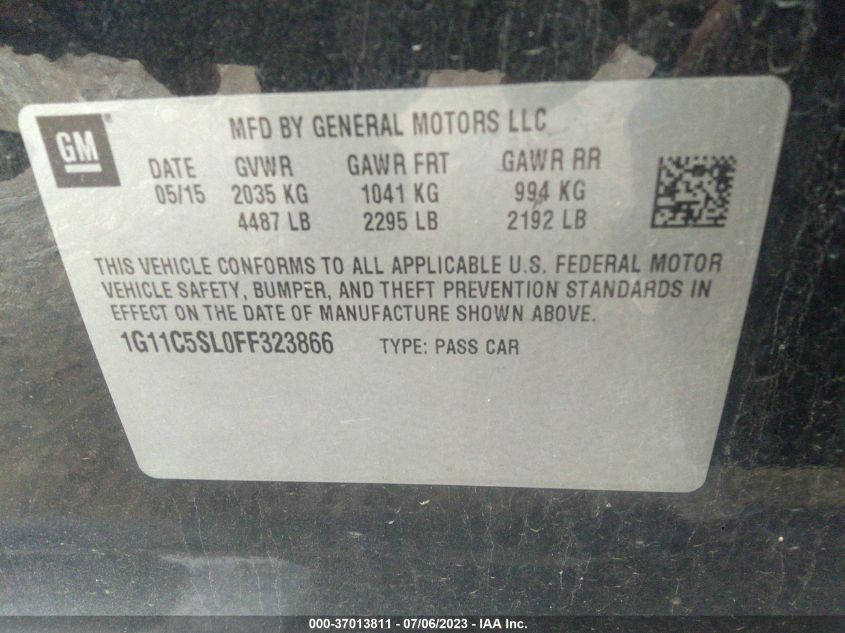 GM ®
MFD BY GENERAL MOTORS LLC
DATE GVWR GAWR FRT GAWR RR
05/15 2035 KG 1041 KG 994 KG
4487 LB 2295 LB 2192 LB
THIS VEHICLE CONFORMS TO ALL APPLICABLE U.S. FEDERAL MOTOR
VEHICLE SAFETY, BUMPER, AND THEFT PREVENTION STANDARDS IN
EFFECT ON THE DATE OF MANUFACTURE SHOWN ABOVE.
1G11C5SL0FF323866 TYPE: PASS CAR
000-37013811 - 07/06/2023 - IAA Inc.